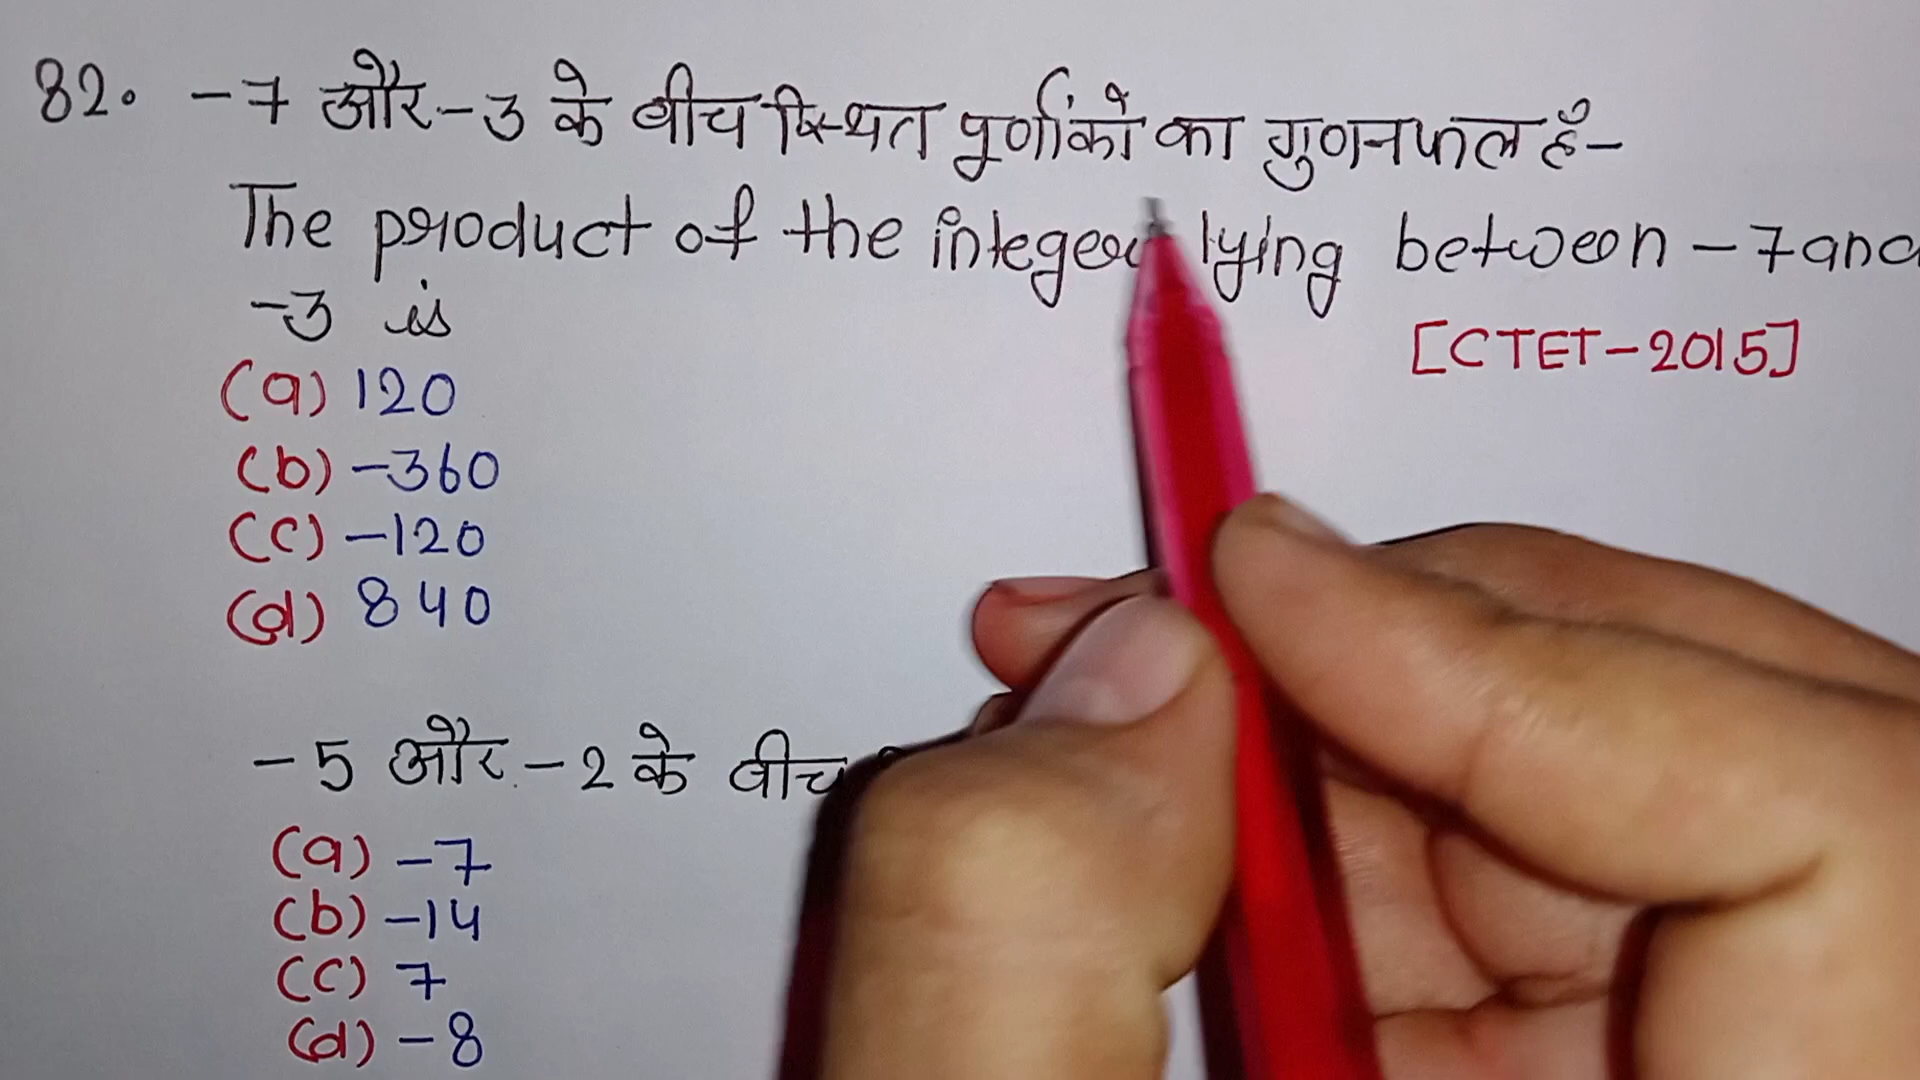 82. -7 और -3 के बीच स्थित पूर्णांकों का गुणनफल है-
The product of the integer lying between -7 and
-3 is
[CTET-2015]
(a) 120
(b) -360
(c) -120
(d) 840
-5 और -2 के बीच
(a) -7
(b) -14
(c) 7
(d) -8